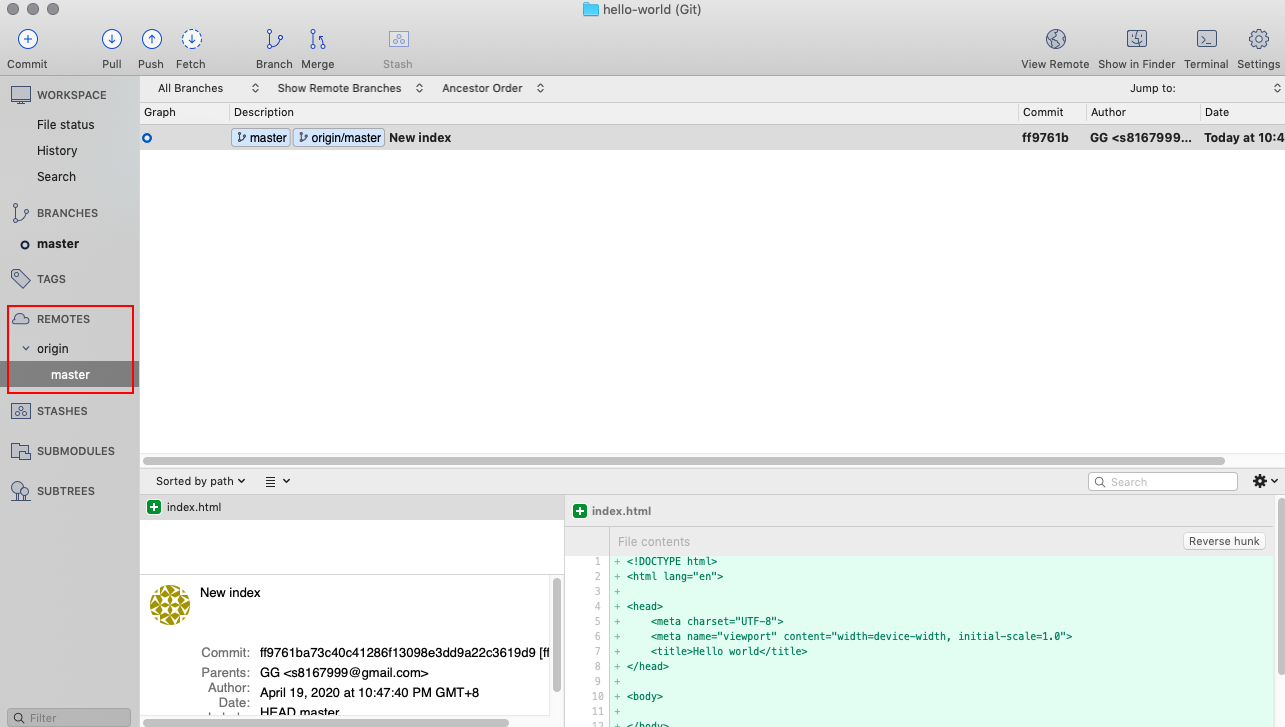 hello-world (Git)
Commit Pull Push Fetch Branch Merge Stash View Remote Show in Finder Terminal Settings
WORKSPACE
File status
History
Search
BRANCHES
master
TAGS
REMOTES
origin
master
STASHES
SUBMODULES
SUBTREES
Filter
All Branches Show Remote Branches Ancestor Order Jump to:
Graph Description Commit Author Date
master origin/master New index ff9761b GG <s8167999... Today at 10:4
Sorted by path Search
index.html
New index
Commit: ff9761ba73c40c41286f13098e3dd9a22c3619d9 [ff
Parents: GG <s8167999@gmail.com>
Author: April 19, 2020 at 10:47:40 PM GMT+8
Date:
HEAD master
index.html
File contents Reverse hunk
1 + <!DOCTYPE html>
2 + <html lang="en">
3 +
4 + <head>
5 + <meta charset="UTF-8">
6 + <meta name="viewport" content="width=device-width, initial-scale=1.0">
7 + <title>Hello world</title>
8 + </head>
9 +
10 + <body>
11 +
12 + </body>